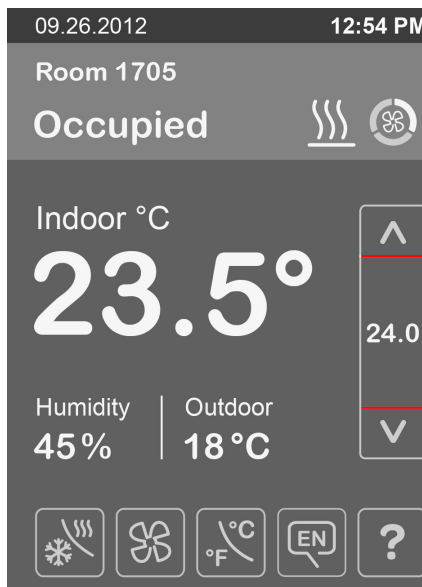 09.26.2012 12:54 PM
Room 1705
Occupied
Indoor °C
23.5°
24.0
Humidity Outdoor
45% 18°C
°F °C EN ?